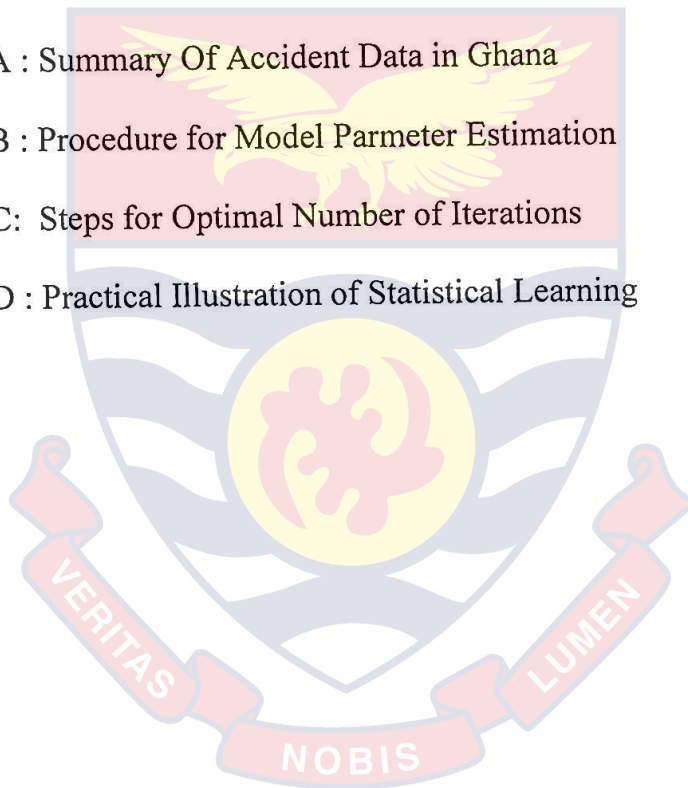 A : Summary Of Accident Data in Ghana
B : Procedure for Model Parmeter Estimation
C: Steps for Optimal Number of Iterations
D : Practical Illustration of Statistical Learning
VERITAS
NOBIS
LUMEN